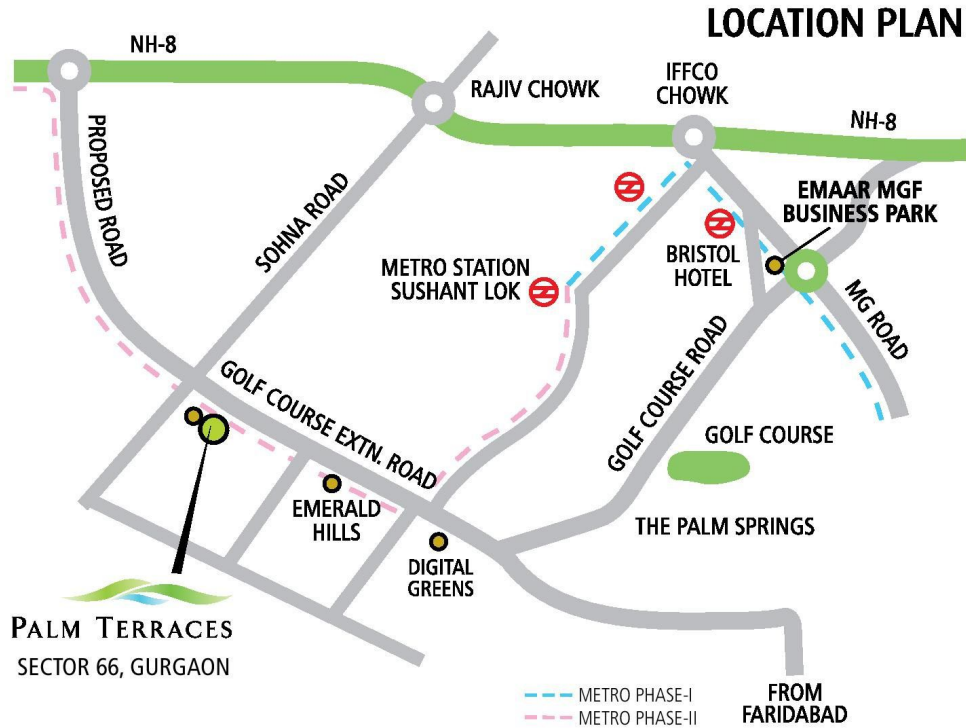 LOCATION PLAN
NH-8
RAJIV CHOWK
IFFCO
CHOWK
NH-8
PROPOSED ROAD
SOHNA ROAD
EMAAR MGF
BUSINESS PARK
METRO STATION
SUSHANT LOK
BRISTOL
HOTEL
MG ROAD
GOLF COURSE EXTN. ROAD
GOLF COURSE ROAD
GOLF COURSE
EMERALD
HILLS
THE PALM SPRINGS
DIGITAL
GREENS
PALM TERRACES
SECTOR 66, GURGAON
METRO PHASE-I
METRO PHASE-II
FROM
FARIDABAD